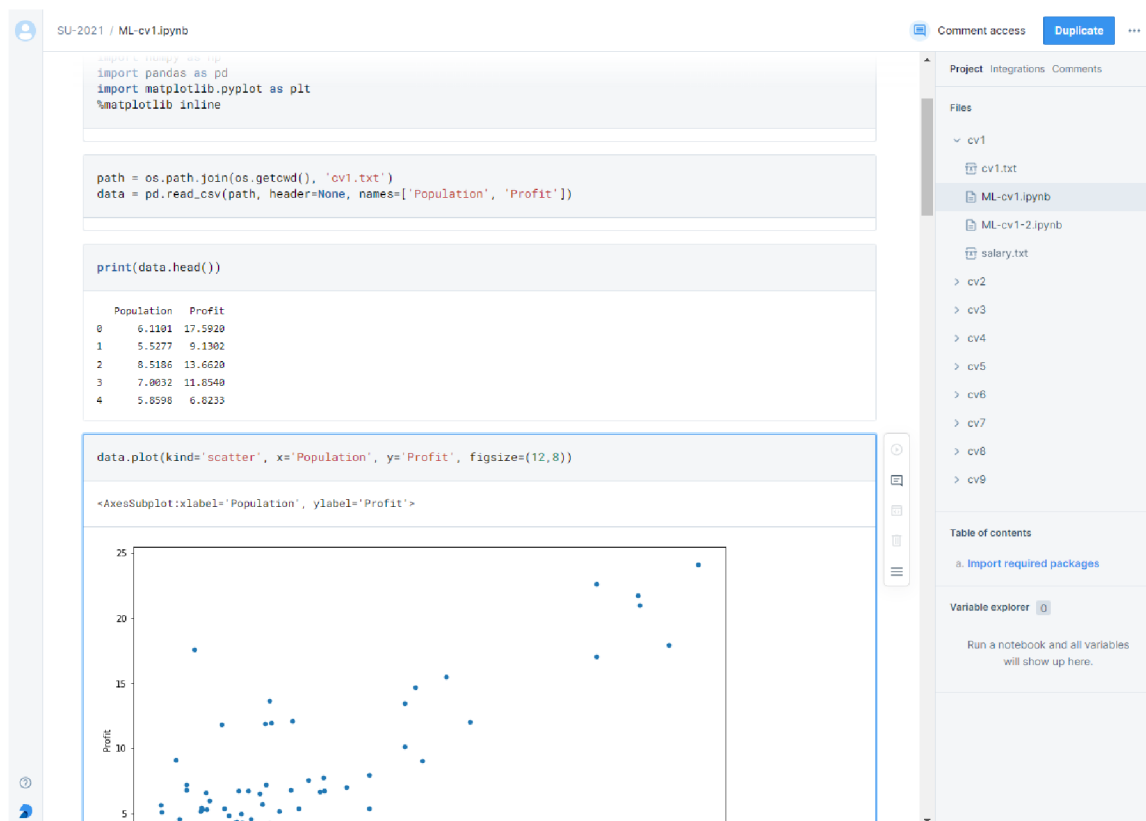 SU-2021 / ML-cv1.ipynb
Comment access
Duplicate
import numpy as np
import pandas as pd
import matplotlib.pyplot as plt
%matplotlib inline
path = os.path.join(os.getcwd(), 'cv1.txt')
data = pd.read_csv(path, header=None, names=['Population', 'Profit'])
print(data.head())
Population Profit
0 6.1101 17.5920
1 5.5277 9.1302
2 8.5186 13.6620
3 7.0032 11.8540
4 5.8598 6.8233
data.plot(kind='scatter', x='Population', y='Profit', figsize=(12,8))
<AxesSubplot:xlabel='Population', ylabel='Profit'>
25
20
15
10
5
Profit
Project Integrations Comments
Files
cv1
cv1.txt
ML-cv1.ipynb
ML-cv1-2.ipynb
salary.txt
cv2
cv3
cv4
cv5
cv6
cv7
cv8
cv9
Table of contents
a. Import required packages
Variable explorer 0
Run a notebook and all variables
will show up here.